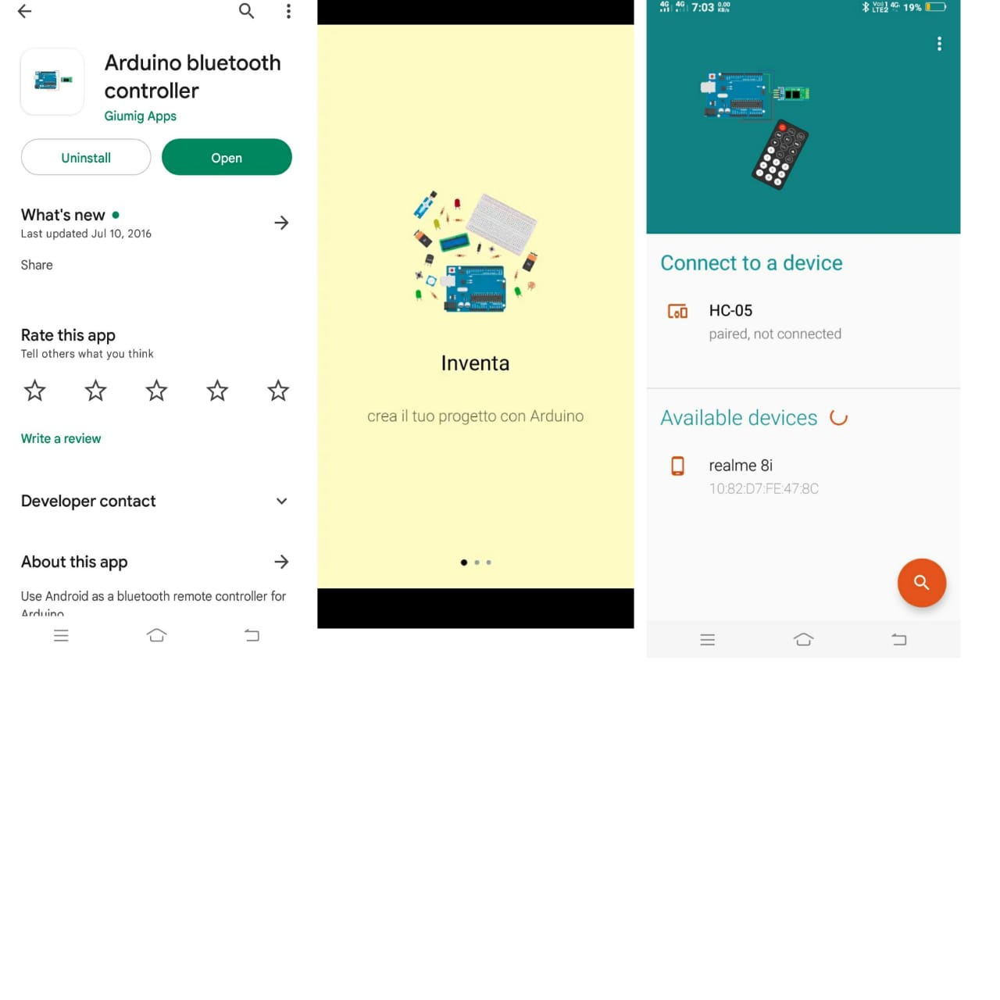 Arduino bluetooth
controller
Giumig Apps
Uninstall
Open
What's new
Last updated Jul 10, 2016
Share
Rate this app
Tell others what you think
Write a review
Developer contact
About this app
Use Android as a bluetooth remote controller for
Arduino
Inventa
crea il tuo progetto con Arduino
4G 4G 7:03 0.00 KB/s
Vo) 1 LTE2 4G 19%
Connect to a device
HC-05
paired, not connected
Available devices
realme 8i
10:82:D7:FE:47:8C